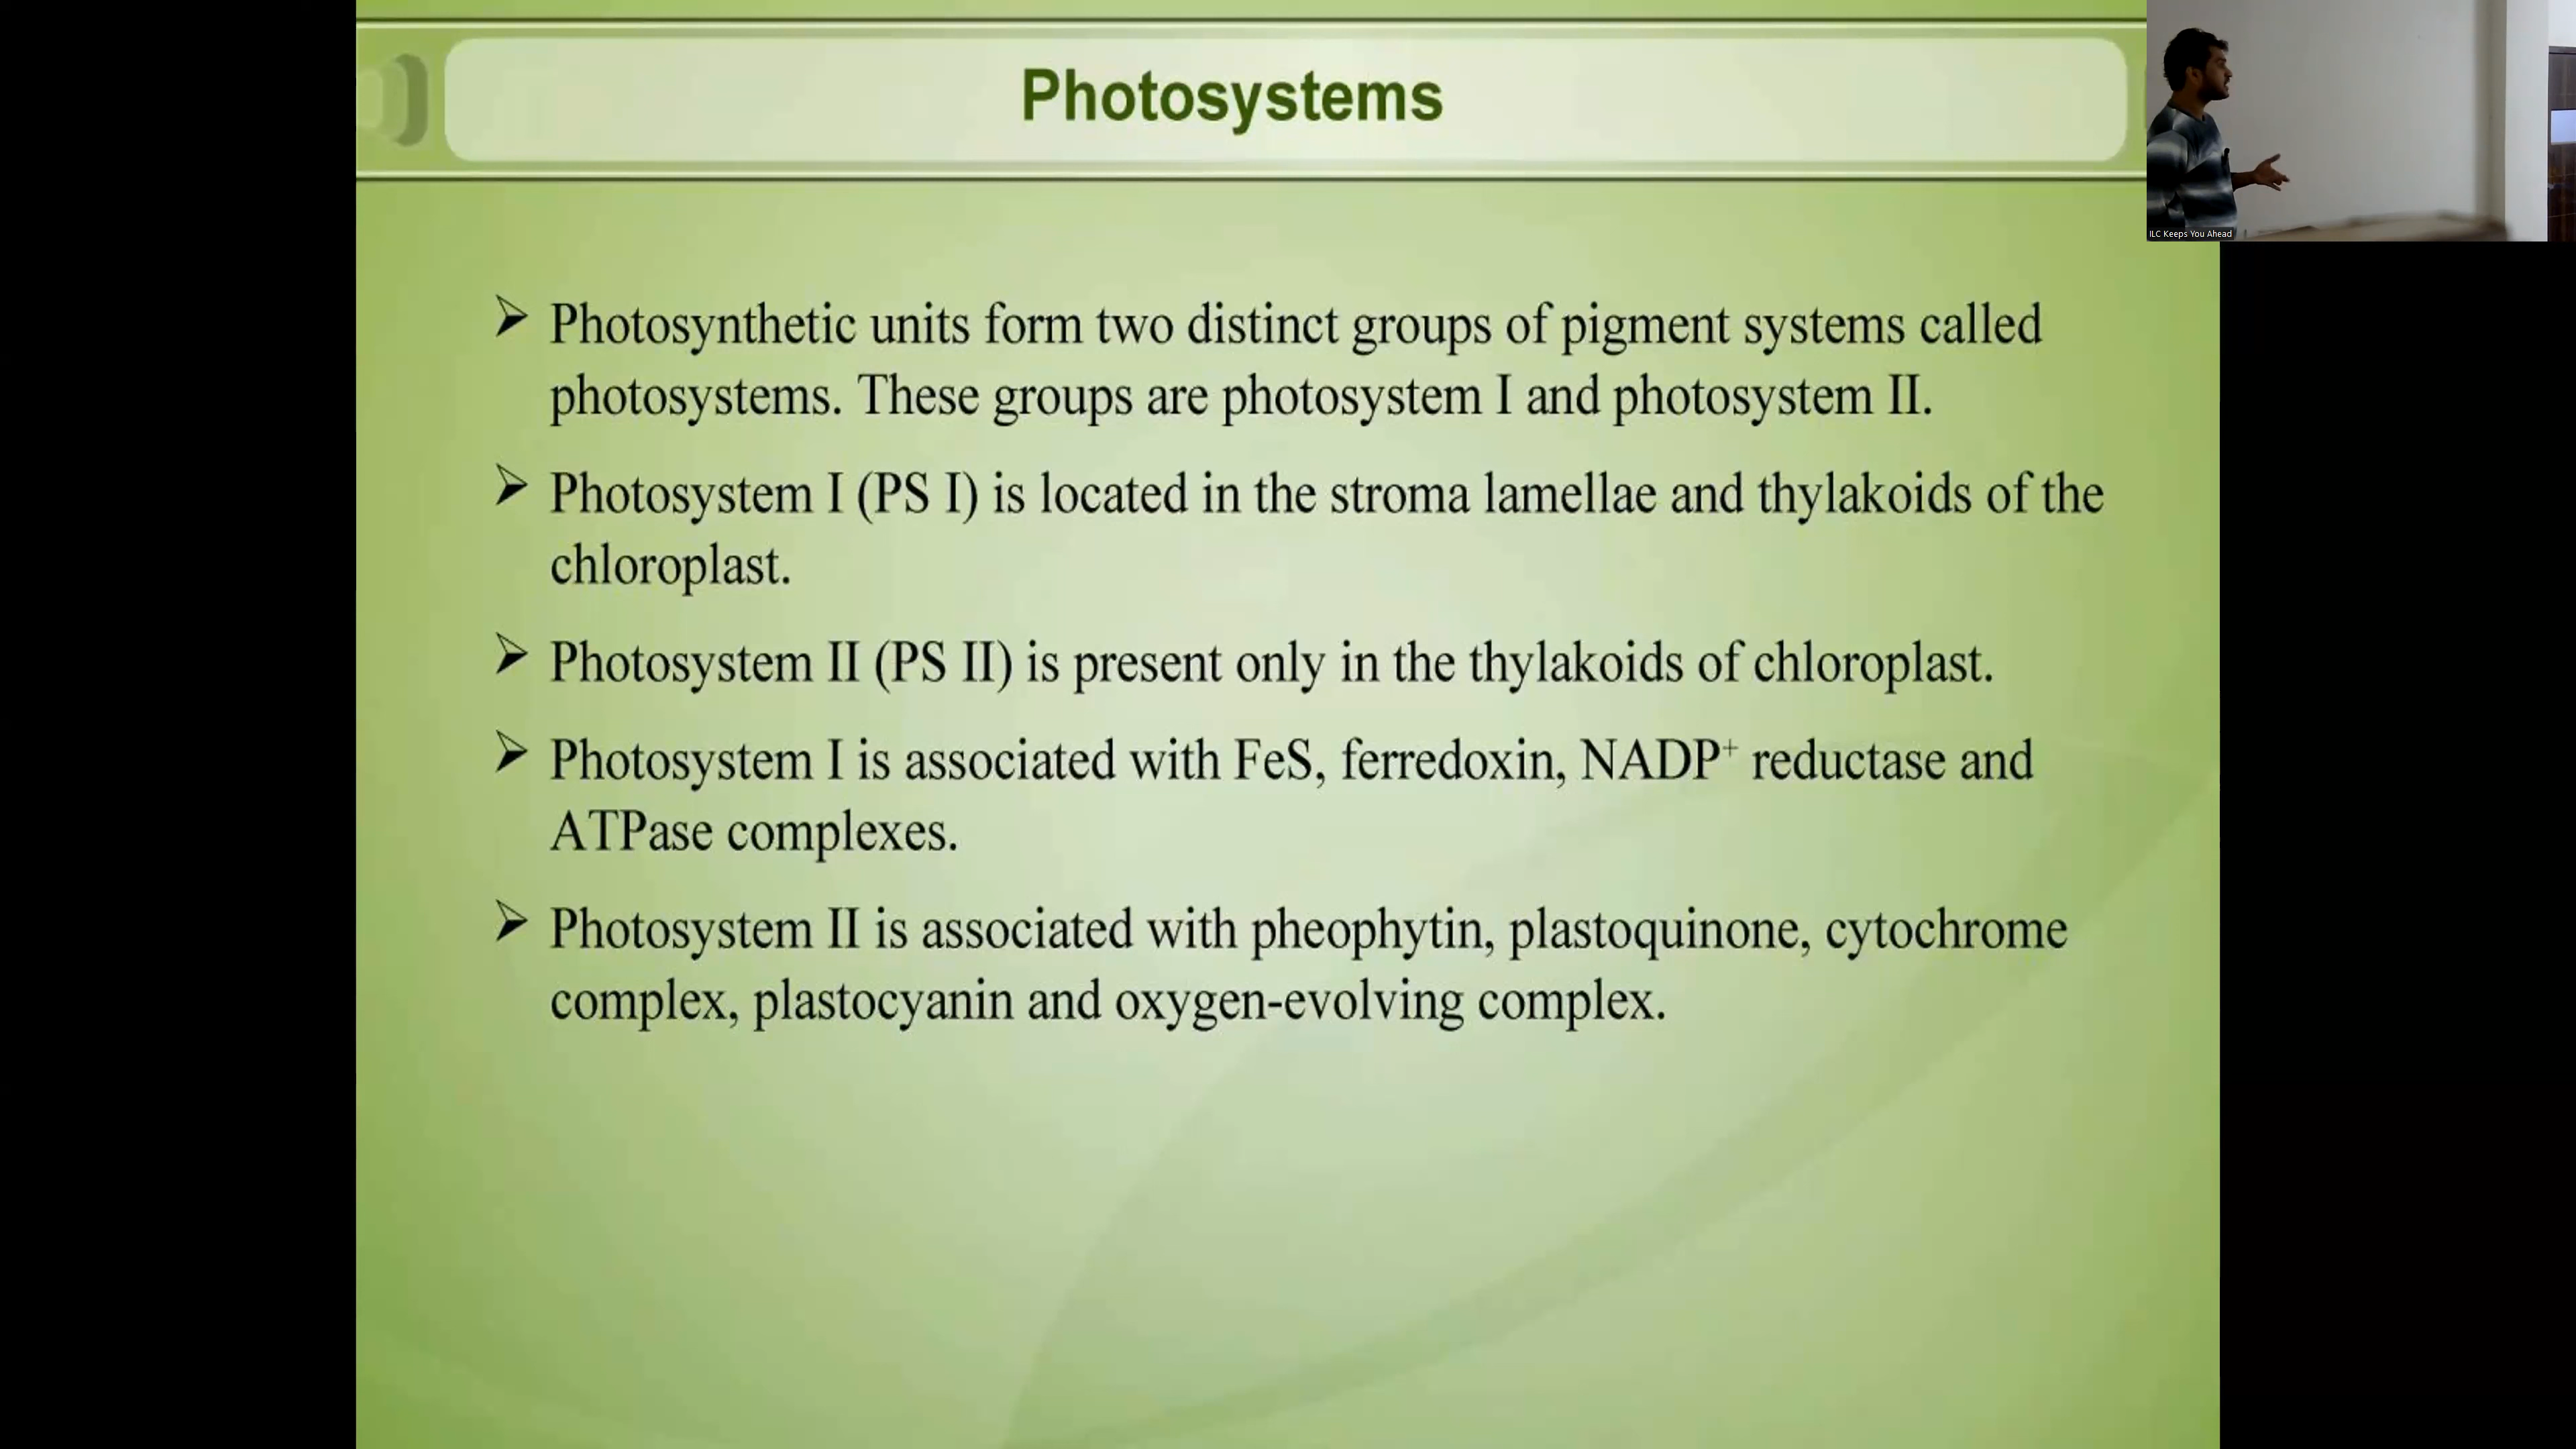 Photosystems
ILC Keeps You Ahead
➢ Photosynthetic units form two distinct groups of pigment systems called
photosystems. These groups are photosystem I and photosystem II.
➢ Photosystem I (PS I) is located in the stroma lamellae and thylakoids of the
chloroplast.
➢ Photosystem II (PS II) is present only in the thylakoids of chloroplast.
➢ Photosystem I is associated with FeS, ferredoxin, NADP⁺ reductase and
ATPase complexes.
➢ Photosystem II is associated with pheophytin, plastoquinone, cytochrome
complex, plastocyanin and oxygen-evolving complex.